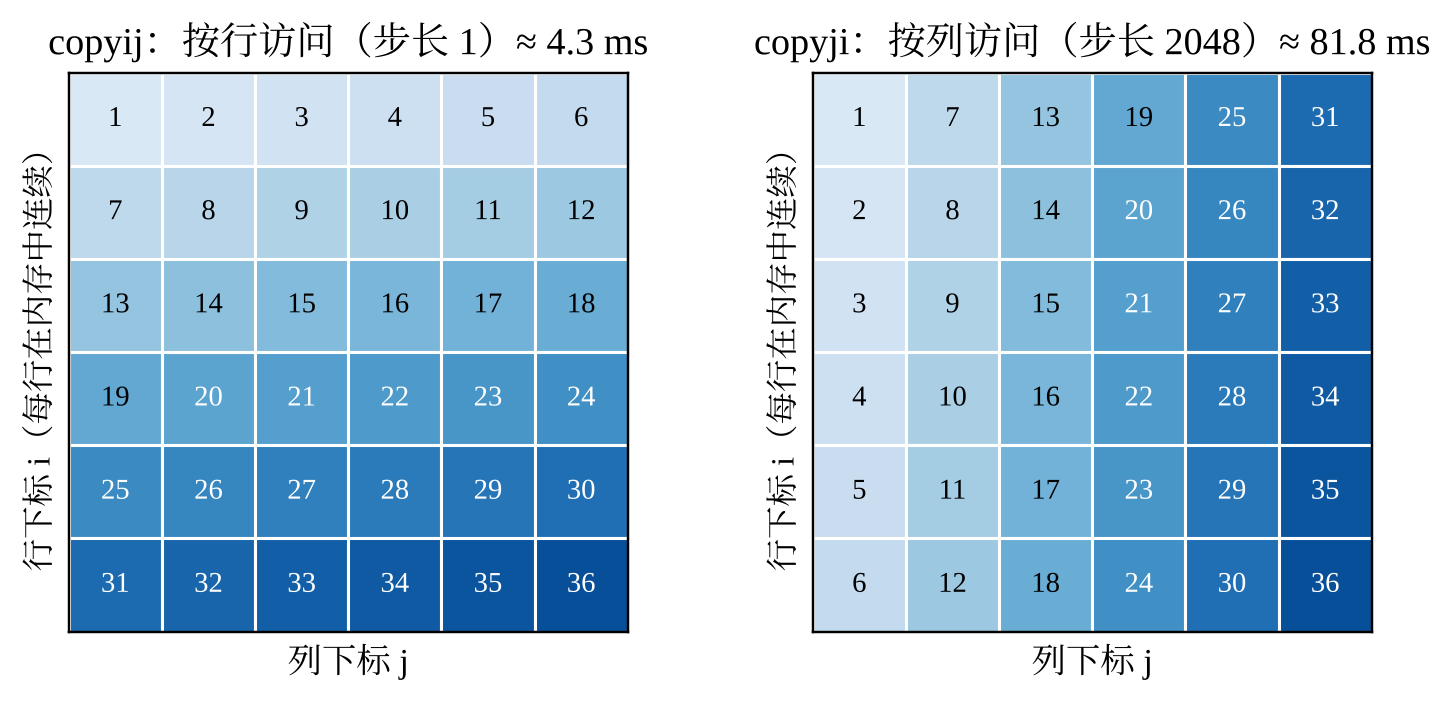 copyij：按行访问（步长 1）≈ 4.3 ms
行下标 i（每行在内存中连续）
1 2 3 4 5 6
7 8 9 10 11 12
13 14 15 16 17 18
19 20 21 22 23 24
25 26 27 28 29 30
31 32 33 34 35 36
列下标 j
copyji：按列访问（步长 2048）≈ 81.8 ms
行下标 i（每行在内存中连续）
1 7 13 19 25 31
2 8 14 20 26 32
3 9 15 21 27 33
4 10 16 22 28 34
5 11 17 23 29 35
6 12 18 24 30 36
列下标 j